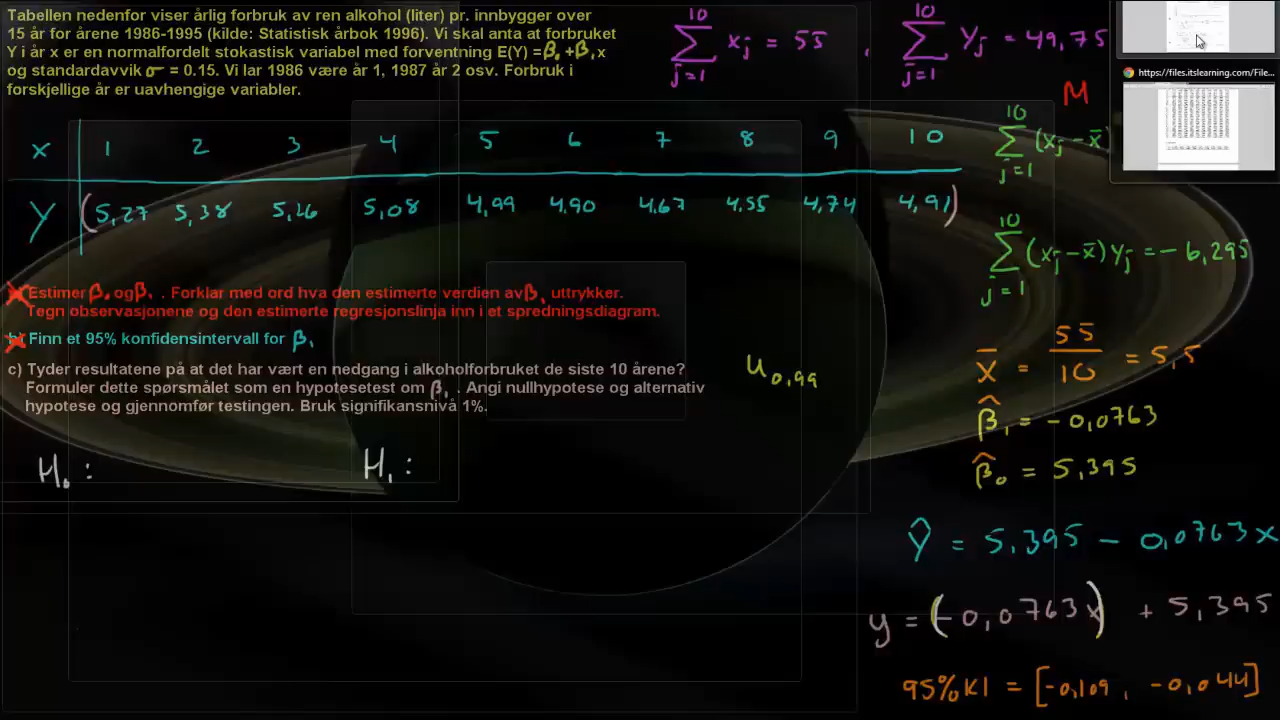 Tabellen nedenfor viser årlig forbruk av ren alkohol (liter) pr. innbygger over
15 år for årene 1986-1995 (kilde: Statistisk årbok 1996). Vi skal anta at forbruket
Y i år x er en normalfordelt stokastisk variabel med forventning E(Y) =β₀+β₁x
og standardavvik σ = 0.15. Vi lar 1986 være år 1, 1987 år 2 osv. Forbruk i
forskjellige år er uavhengige variabler.
10 ∑ j=1 xj = 55 , 10 ∑ j=1 Yj = 49,75
https://files.itslearning.com/File...
M
x 1 2 3 4 5 6 7 8 9 10
Y (5,27 5,38 5,26 5,08 4,99 4,90 4,67 4,55 4,74 4,91)
10 ∑ j=1 (xj-x̄)
10 ∑ j=1 (xj-x̄)Yj = -6,295
Estimer β₀ og β₁ . Forklar med ord hva den estimerte verdien av β₁ uttrykker.
Tegn observasjonene og den estimerte regresjonslinja inn i et spredningsdiagram.
b) Finn et 95% konfidensintervall for β₁
c) Tyder resultatene på at det har vært en nedgang i alkoholforbruket de siste 10 årene?
Formuler dette spørsmålet som en hypotesetest om β₁ . Angi nullhypotese og alternativ
hypotese og gjennomfør testingen. Bruk signifikansnivå 1%.
u0,99
x̄ = 55/10 = 5,5
β̂₁ = -0,0763
β̂₀ = 5,395
H₀ : H₁ :
Ŷ = 5,395 - 0,0763x
y = (-0,0763x) + 5,395
95%KI = [-0,109 , -0,044]